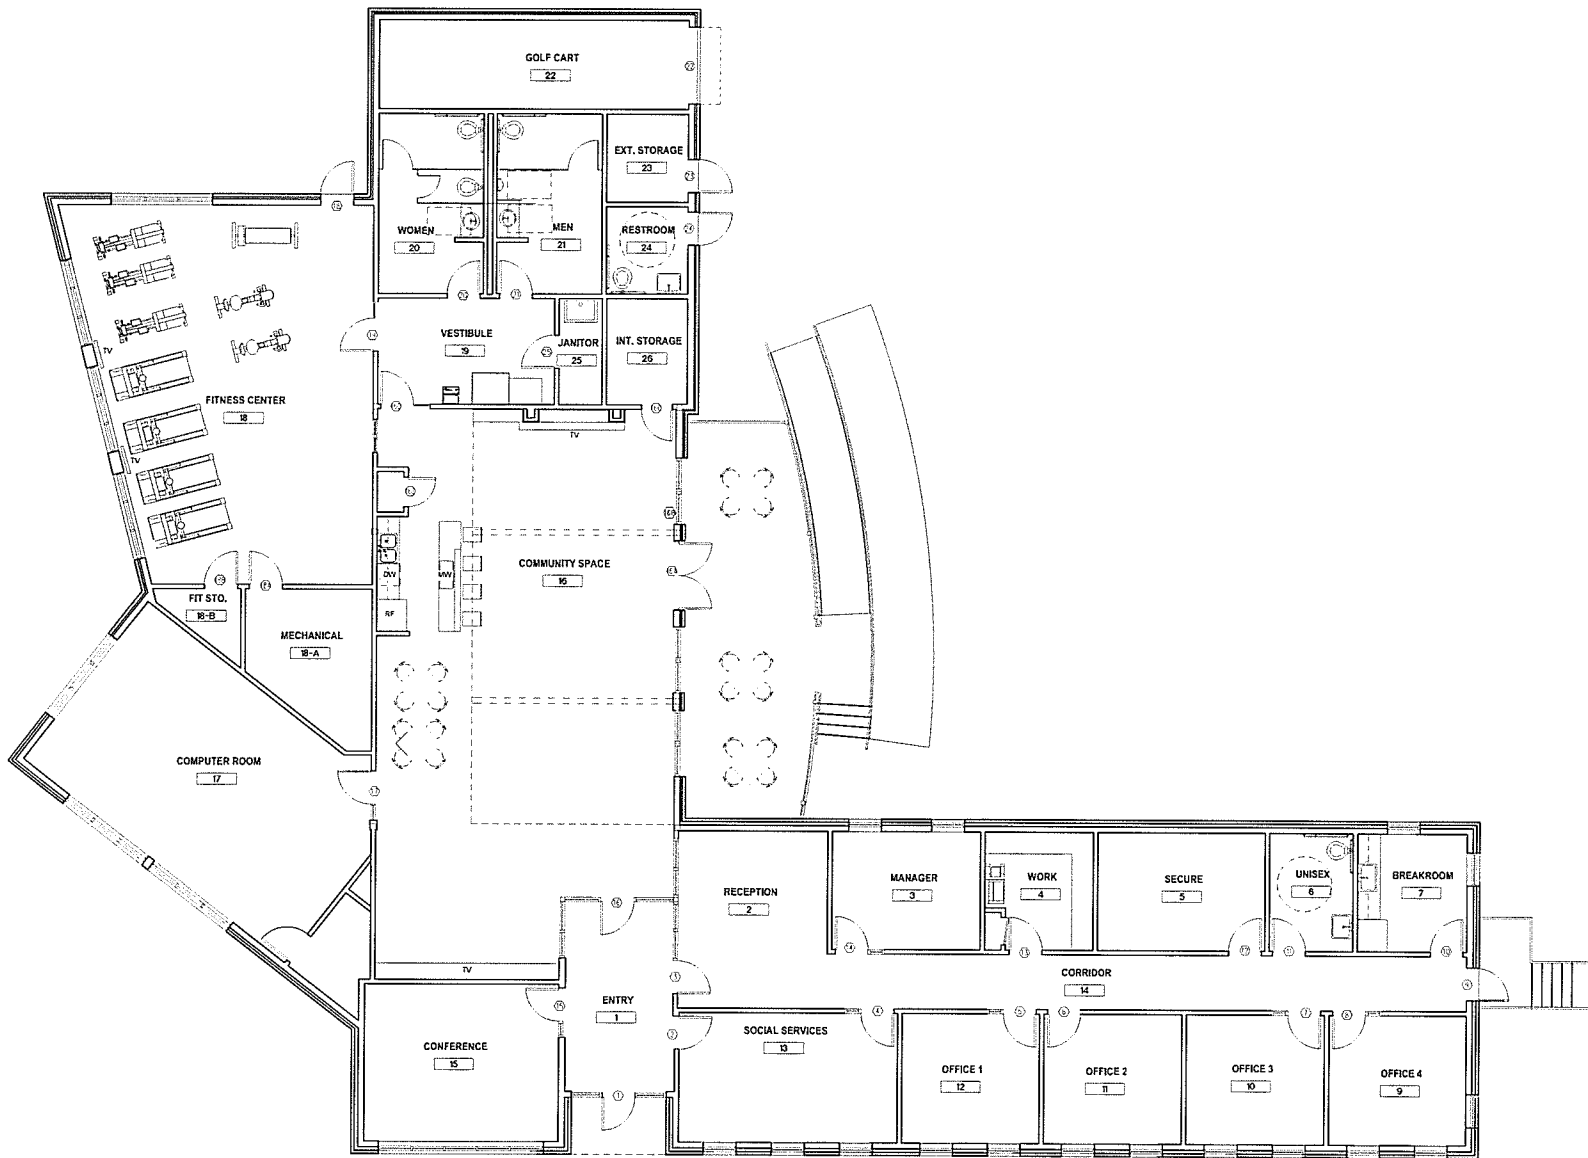 GOLF CART
22
EXT. STORAGE
23
WOMEN
20
MEN
21
RESTROOM
24
VESTIBULE
19
JANITOR
25
INT. STORAGE
26
TV
FITNESS CENTER
18
TV
TV
COMMUNITY SPACE
16
DW
MW
RF
FIT STO.
18-B
MECHANICAL
18-A
COMPUTER ROOM
17
RECEPTION
2
MANAGER
3
WORK
4
SECURE
5
UNISEX
6
BREAKROOM
7
TV
CORRIDOR
14
ENTRY
1
SOCIAL SERVICES
13
CONFERENCE
15
OFFICE 1
12
OFFICE 2
11
OFFICE 3
10
OFFICE 4
9